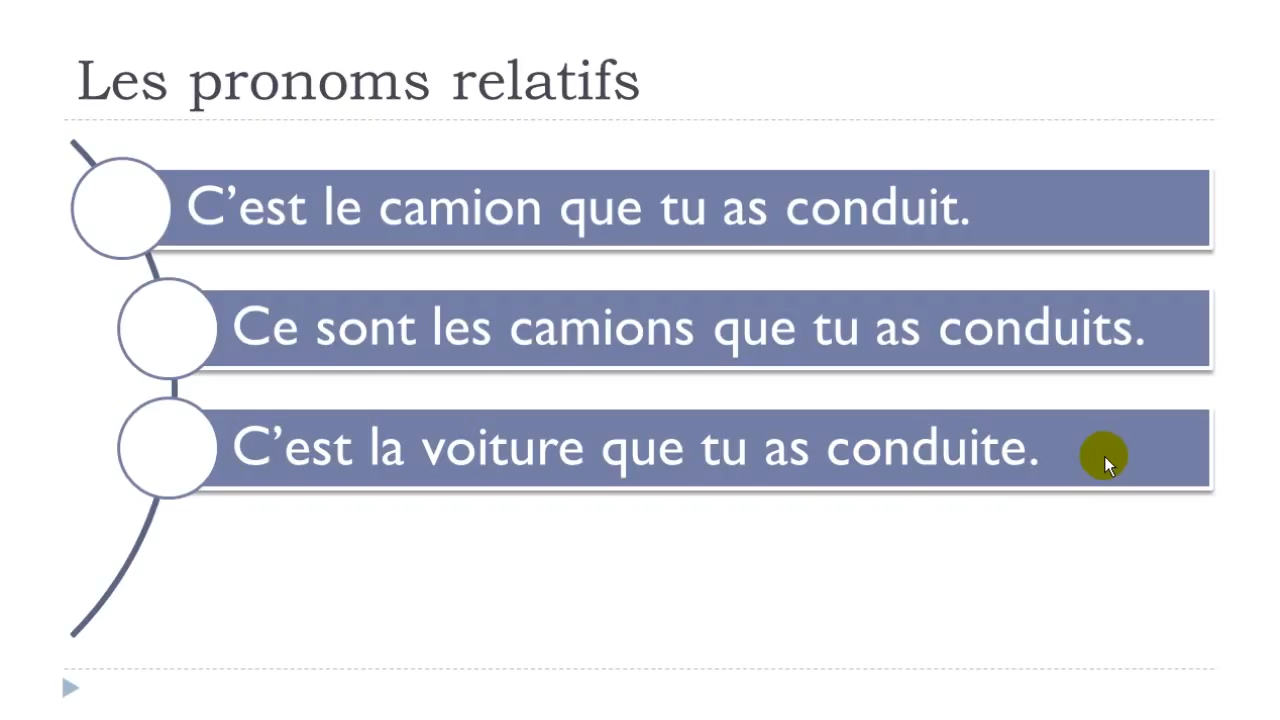 Les pronoms relatifs
C’est le camion que tu as conduit.
Ce sont les camions que tu as conduits.
C’est la voiture que tu as conduite.